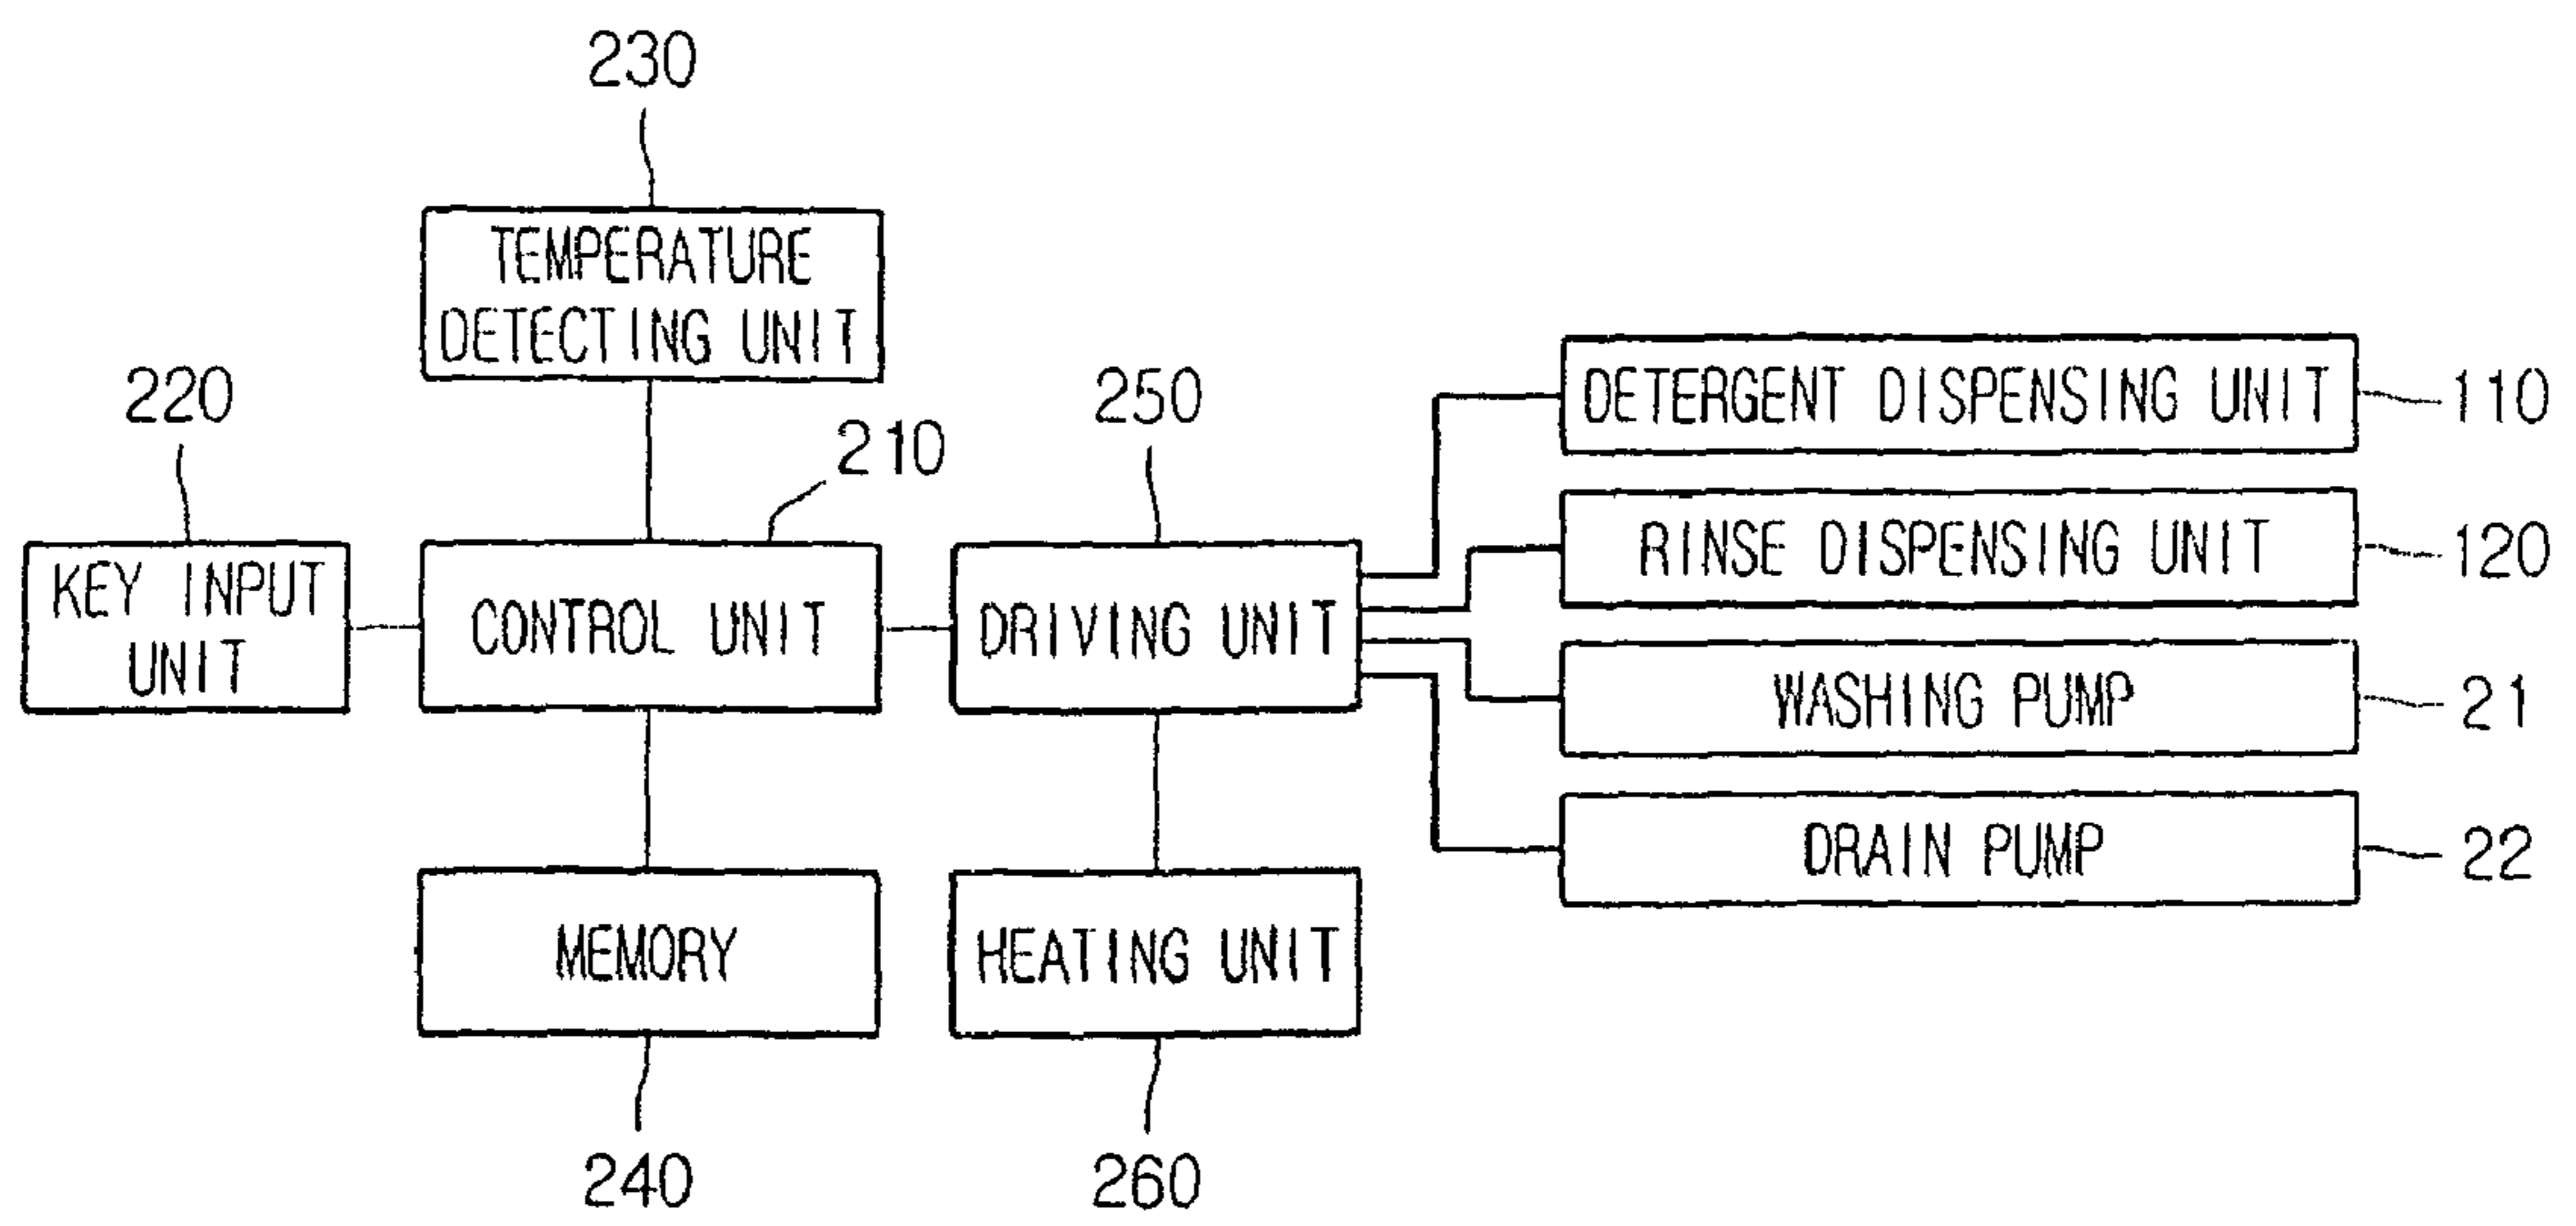 230
TEMPERATURE
DETECTING UNIT
220
210
250
KEY INPUT
UNIT
CONTROL UNIT
DRIVING UNIT
DETERGENT DISPENSING UNIT
110
RINSE DISPENSING UNIT
120
WASHING PUMP
21
DRAIN PUMP
22
MEMORY
HEATING UNIT
240
260